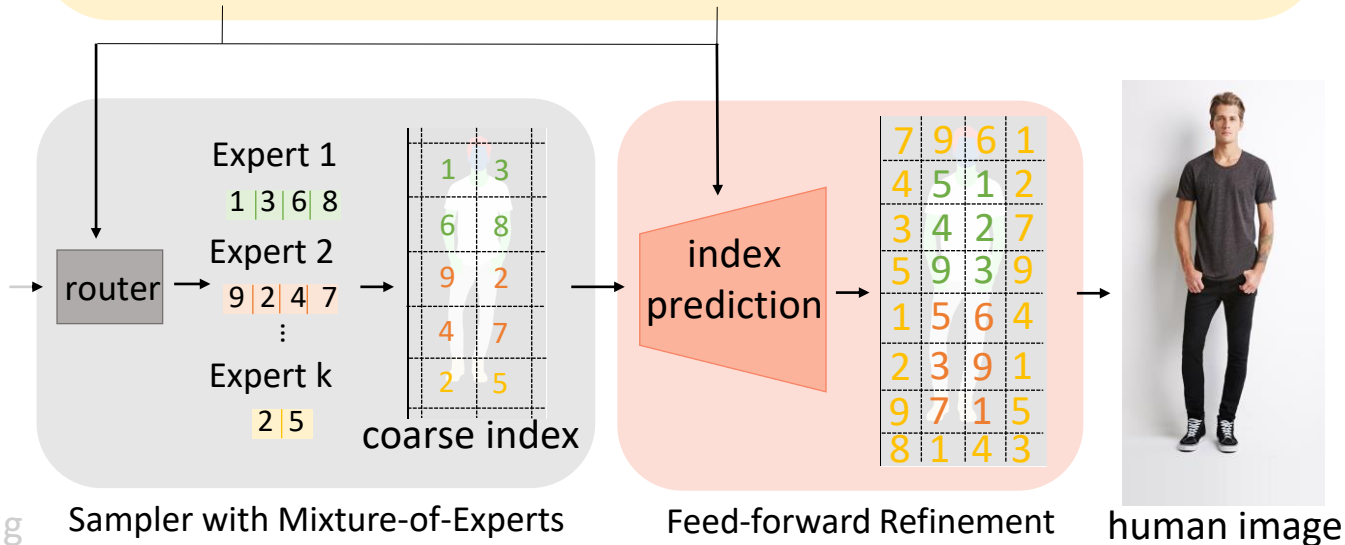 Expert 1
1 3 6 8
Expert 2
9 2 4 7
⋮
Expert k
2 5
router
1 3
6 8
9 2
4 7
2 5
coarse index
index
prediction
7 9 6 1
4 5 1 2
3 4 2 7
5 9 3 9
1 5 6 4
2 3 9 1
9 7 1 5
8 1 4 3
g
Sampler with Mixture-of-Experts
Feed-forward Refinement
human image